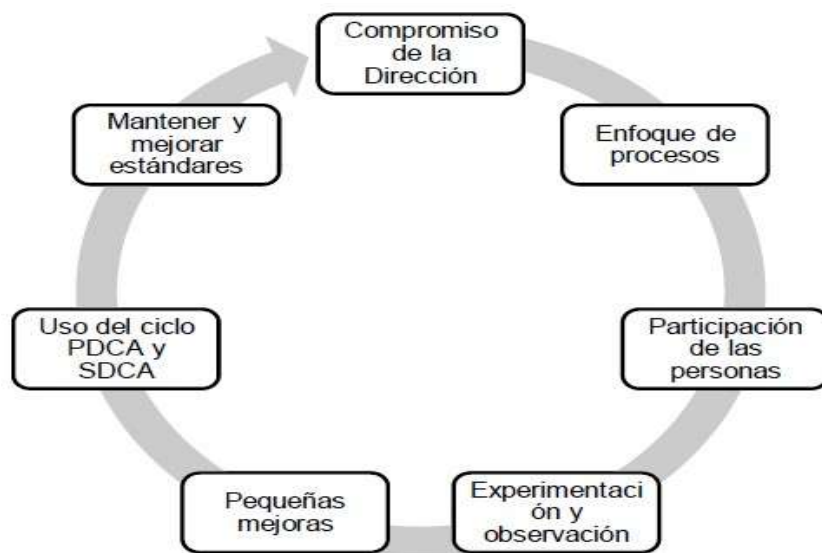 Compromiso
de la
Dirección
Enfoque de
procesos
Participación
de las
personas
Experimentaci
ón y
observación
Pequeñas
mejoras
Uso del ciclo
PDCA y
SDCA
Mantener y
mejorar
estándares